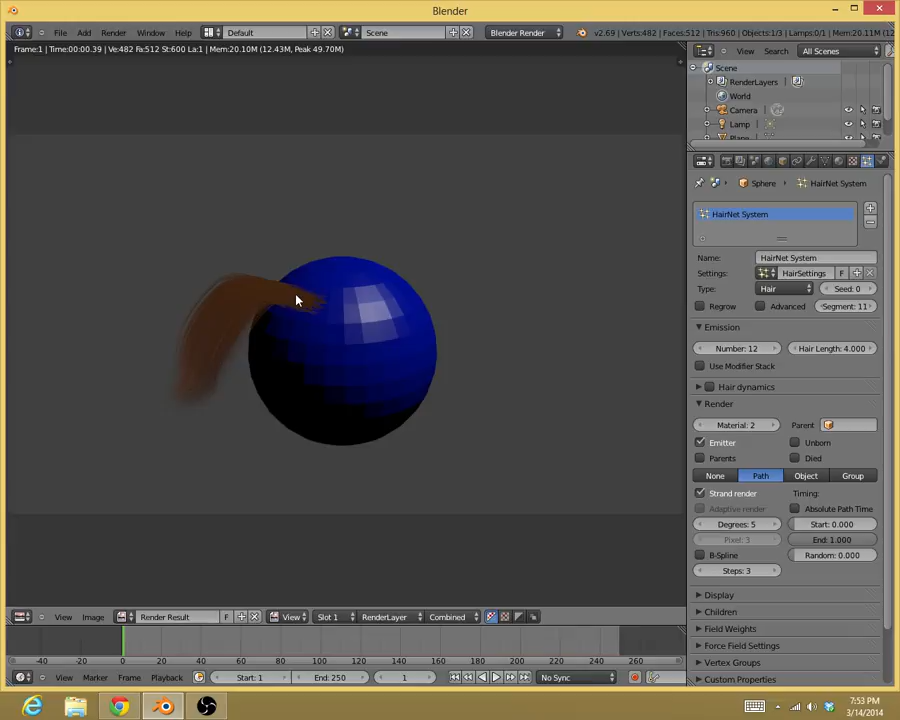 Blender
File Add Render Window Help Default Scene Blender Render v2.69 | Verts:482 | Faces:512 | Tris:960 | Objects:1/3 | Lamps:0/1 | Mem:20.11M
Frame:1 | Time:00:00.39 | Ve:482 Fa:512 St:600 La:1 | Mem:20.10M (12.43M, Peak 49.70M)
View Search All Scenes
Scene
RenderLayers
World
Camera
Lamp
Sphere HairNet System
HairNet System
Name: HairNet System
Settings: HairSettings F
Type: Hair Seed: 0
Regrow Advanced Segment: 11
Emission
Number: 12 Hair Length: 4.000
Use Modifier Stack
Hair dynamics
Render
Material: 2 Parent
Emitter Unborn
Parents Died
None Path Object Group
Strand render Timing:
Adaptive render Absolute Path Time
Degrees: 5 Start: 0.000
Pixel: 3 End: 1.000
B-Spline Random: 0.000
Steps: 3
Display
Children
Field Weights
Force Field Settings
Vertex Groups
Custom Properties
View Image Render Result F View Slot 1 RenderLayer Combined
-40 -20 0 20 40 60 80 100 120 140 160 180 200 220 240 260
View Marker Frame Playback Start: 1 End: 250 1 No Sync
7:53 PM
3/14/2014